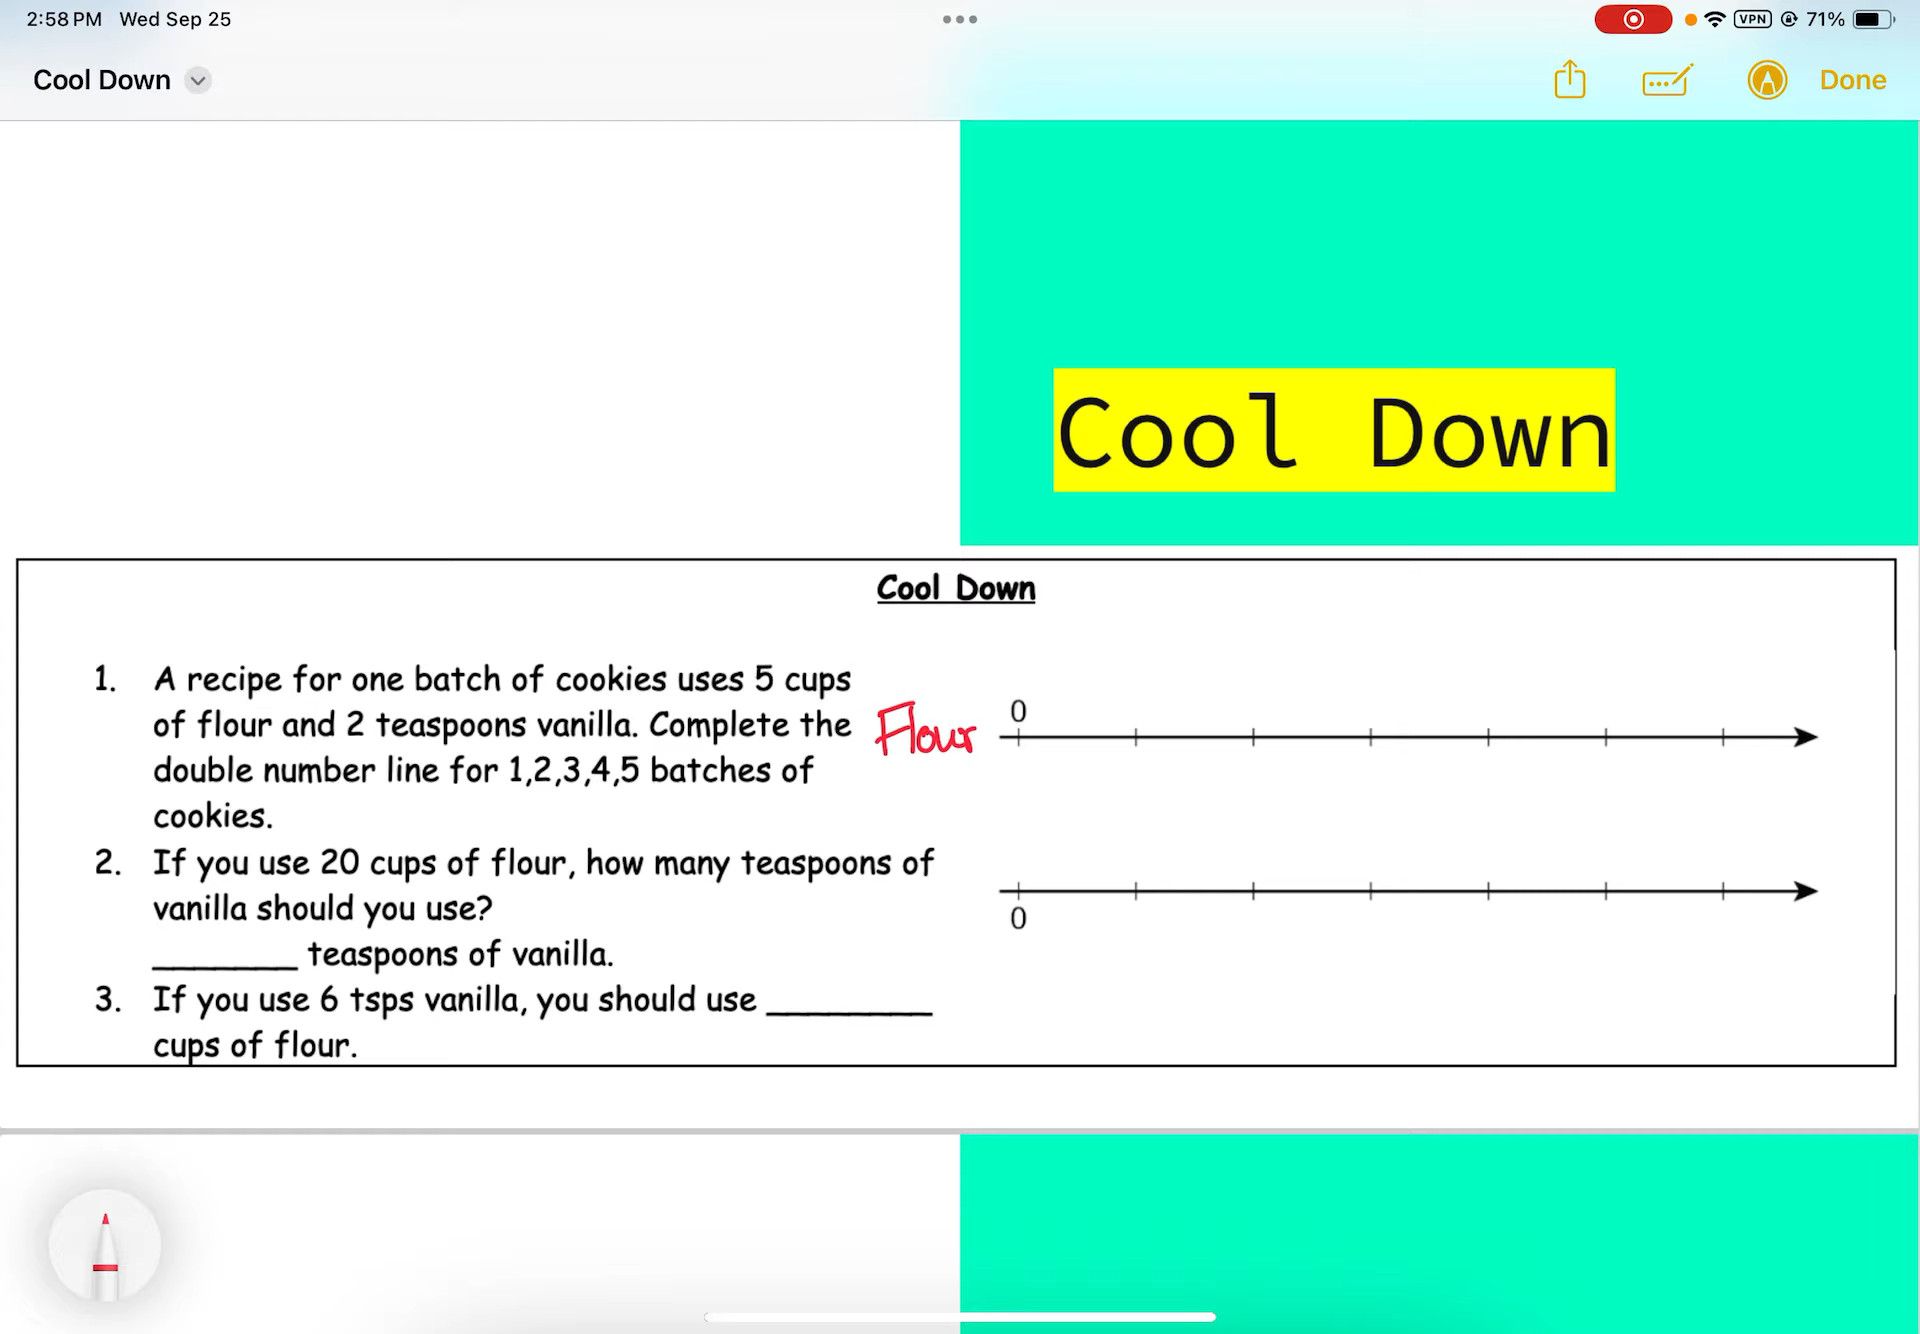 2:58 PM Wed Sep 25
VPN 71%
Cool Down
Done
Cool Down
Cool Down
1. A recipe for one batch of cookies uses 5 cups
of flour and 2 teaspoons vanilla. Complete the
double number line for 1,2,3,4,5 batches of
cookies.
2. If you use 20 cups of flour, how many teaspoons of
vanilla should you use?
_______ teaspoons of vanilla.
3. If you use 6 tsps vanilla, you should use ________
cups of flour.
Flour
0
0